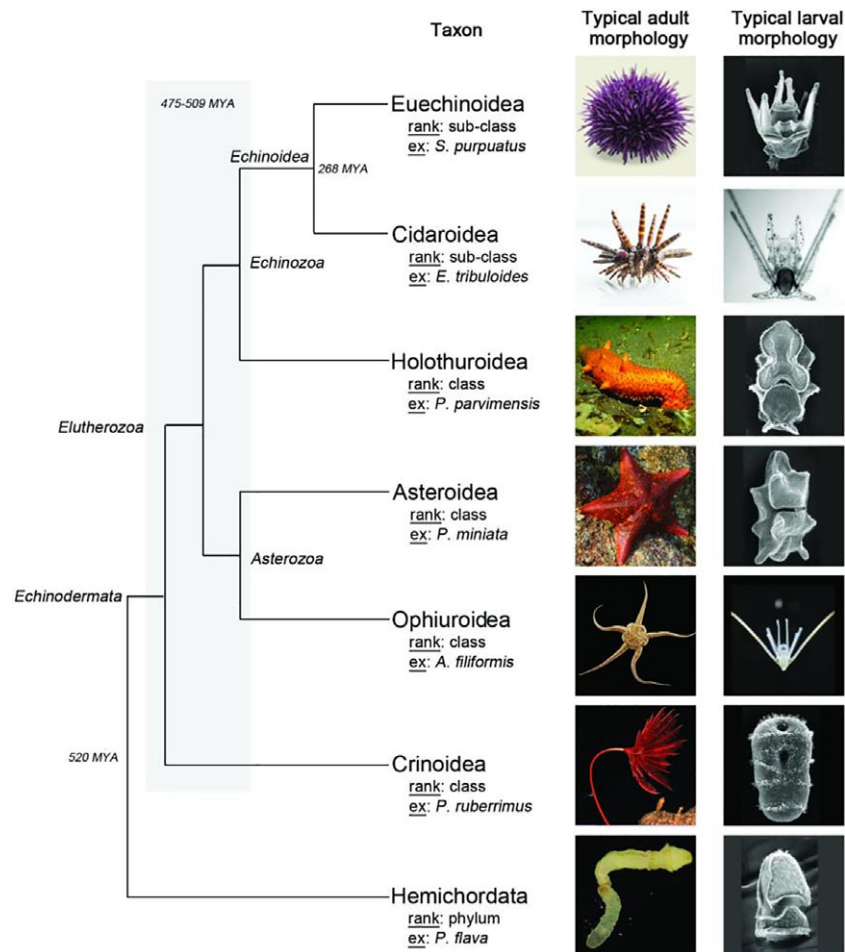 Taxon
Typical adult
morphology
Typical larval
morphology
475-509 MYA
Euechinoidea
rank: sub-class
ex: S. purpuatus
Echinoidea
268 MYA
Cidaroidea
rank: sub-class
ex: E. tribuloides
Echinozoa
Holothuroidea
rank: class
ex: P. parvimensis
Elutherozoa
Asteroidea
rank: class
ex: P. miniata
Asterozoa
Echinodermata
Ophiuroidea
rank: class
ex: A. filiformis
520 MYA
Crinoidea
rank: class
ex: P. ruberrimus
Hemichordata
rank: phylum
ex: P. flava